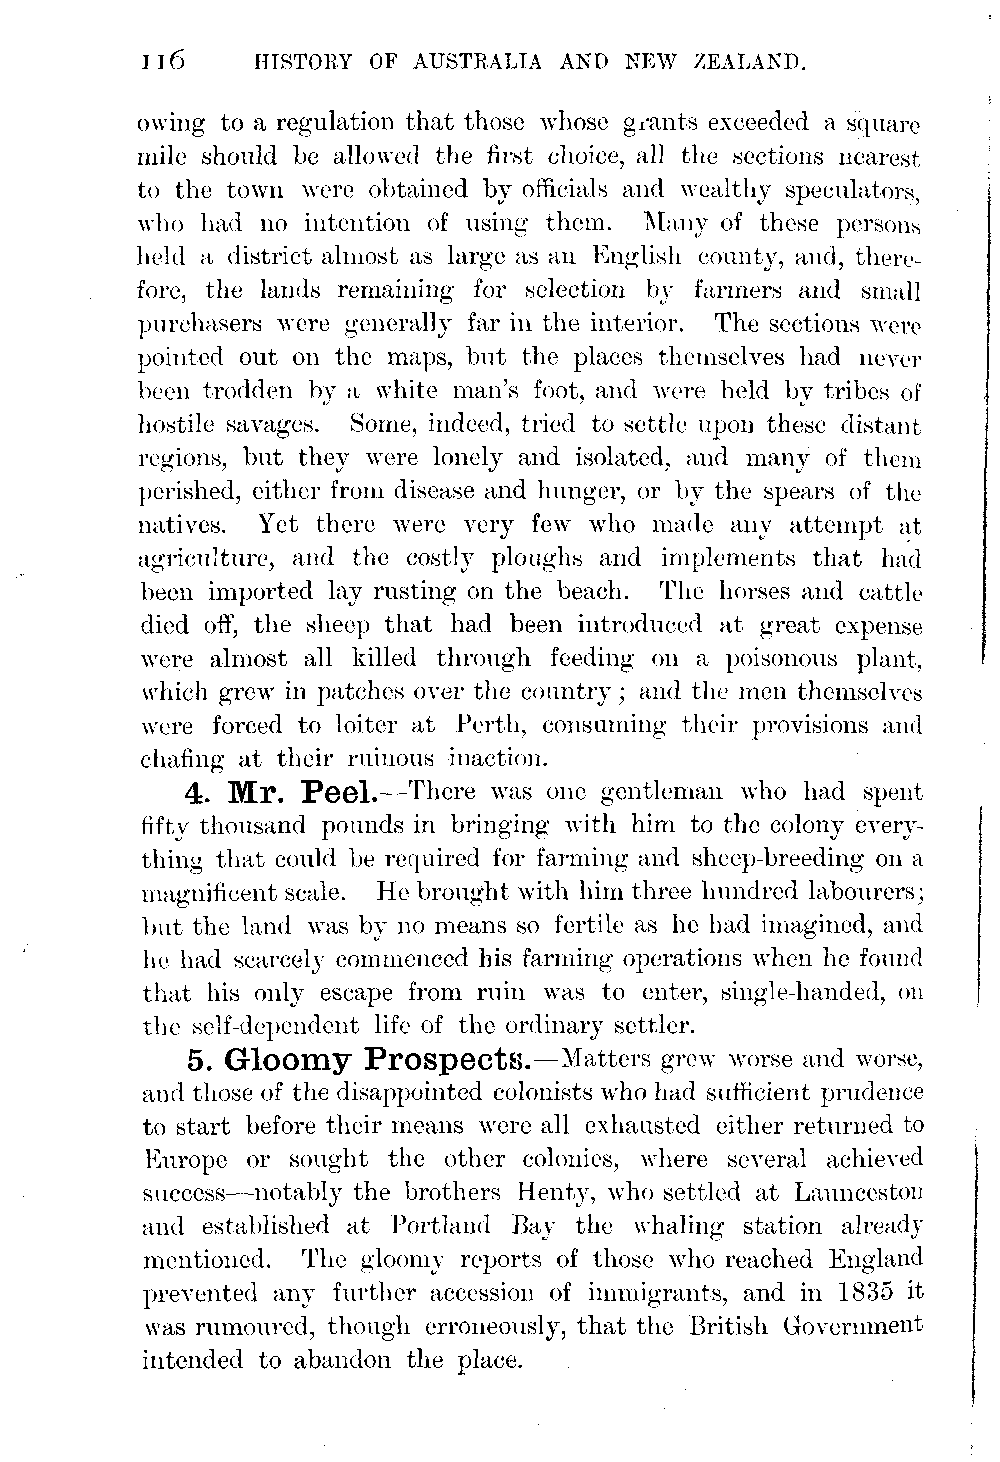 116 HISTORY OF AUSTRALIA AND NEW ZEALAND.
owing to a regulation that those whose grants exceeded a square
mile should be allowed the first choice, all the sections nearest
to the town were obtained by officials and wealthy speculators,
who had no intention of using them. Many of these persons
held a district almost as large as an English county, and, there-
fore, the lands remaining for selection by farmers and small
purchasers were generally far in the interior. The sections were
pointed out on the maps, but the places themselves had never
been trodden by a white man's foot, and were held by tribes of
hostile savages. Some, indeed, tried to settle upon these distant
regions, but they were lonely and isolated, and many of them
perished, either from disease and hunger, or by the spears of the
natives. Yet there were very few who made any attempt at
agriculture, and the costly ploughs and implements that had
been imported lay rusting on the beach. The horses and cattle
died off, the sheep that had been introduced at great expense
were almost all killed through feeding on a poisonous plant,
which grew in patches over the country; and the men themselves
were forced to loiter at Perth, consuming their provisions and
chafing at their ruinous inaction.
4. Mr. Peel.--There was one gentleman who had spent
fifty thousand pounds in bringing with him to the colony every-
thing that could be required for farming and sheep-breeding on a
magnificent scale. He brought with him three hundred labourers;
but the land was by no means so fertile as he had imagined, and
he had scarcely commenced his farming operations when he found
that his only escape from ruin was to enter, single-handed, on
the self-dependent life of the ordinary settler.
5. Gloomy Prospects.—Matters grew worse and worse,
and those of the disappointed colonists who had sufficient prudence
to start before their means were all exhausted either returned to
Europe or sought the other colonies, where several achieved
success—notably the brothers Henty, who settled at Launceston
and established at Portland Bay the whaling station already
mentioned. The gloomy reports of those who reached England
prevented any further accession of immigrants, and in 1835 it
was rumoured, though erroneously, that the British Government
intended to abandon the place.